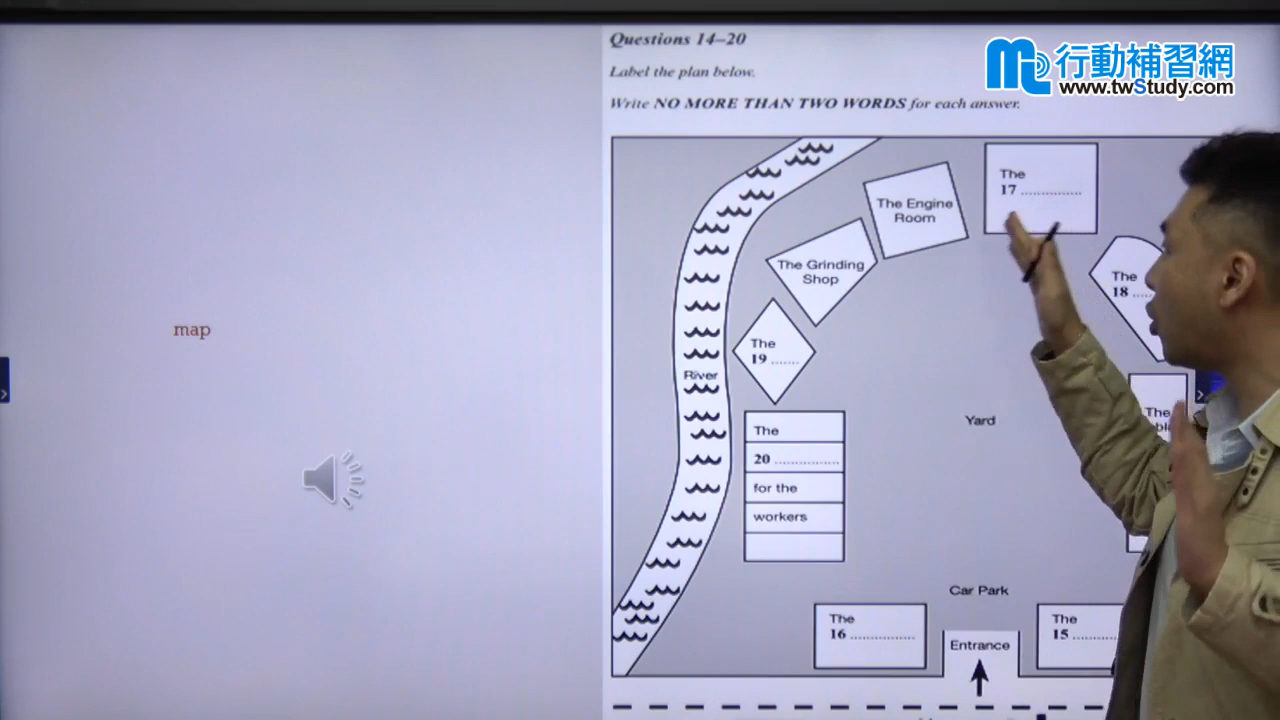 Questions 14–20
行動補習網
www.twStudy.com
Label the plan below.
Write NO MORE THAN TWO WORDS for each answer.
The
17 ................
The Engine
Room
The Grinding
Shop
The
18 ....
map
The
19 .......
River
The
Yard
The
20 .................
for the
workers
Car Park
The
16 .................
The
15 ............
Entrance